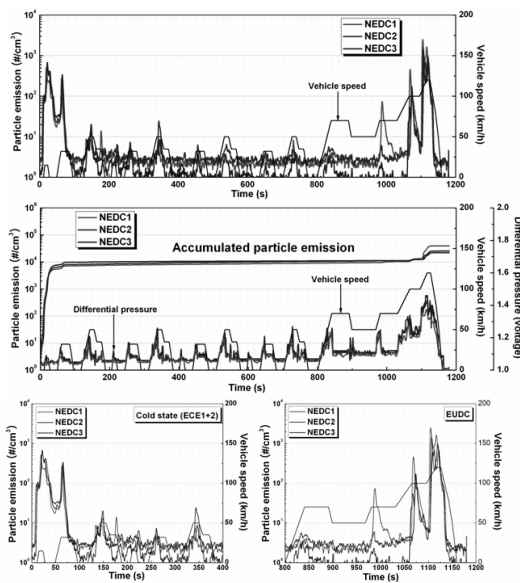 NEDC1
NEDC2
NEDC3
Vehicle speed
Particle emission (#/cm³)
Vehicle speed (km/h)
10⁴
10³
10²
10¹
10⁰
200
150
100
50
0
0 200 400 600 800 1000 1200
Time (s)
NEDC1
NEDC2
NEDC3
Accumulated particle emission
Vehicle speed
Differential pressure
Particle emission (#/cm³)
Vehicle speed (km/h)
Differential pressure (voltage)
10⁶
10⁵
10⁴
10³
10²
10¹
10⁰
200
150
100
50
0
2.0
1.8
1.6
1.4
1.2
1.0
0 200 400 600 800 1000 1200
Time (s)
NEDC1
NEDC2
NEDC3
Cold state (ECE1+2)
Particle emission (#/cm³)
Vehicle speed (km/h)
10⁴
10³
10²
10¹
10⁰
200
150
100
50
0
0 50 100 150 200 250 300 350 400
Time (s)
NEDC1
NEDC2
NEDC3
EUDC
Particle emission (#/cm³)
Vehicle speed (km/h)
10⁴
10³
10²
10¹
10⁰
200
150
100
50
0
800 850 900 950 1000 1050 1100 1150
Time (s)